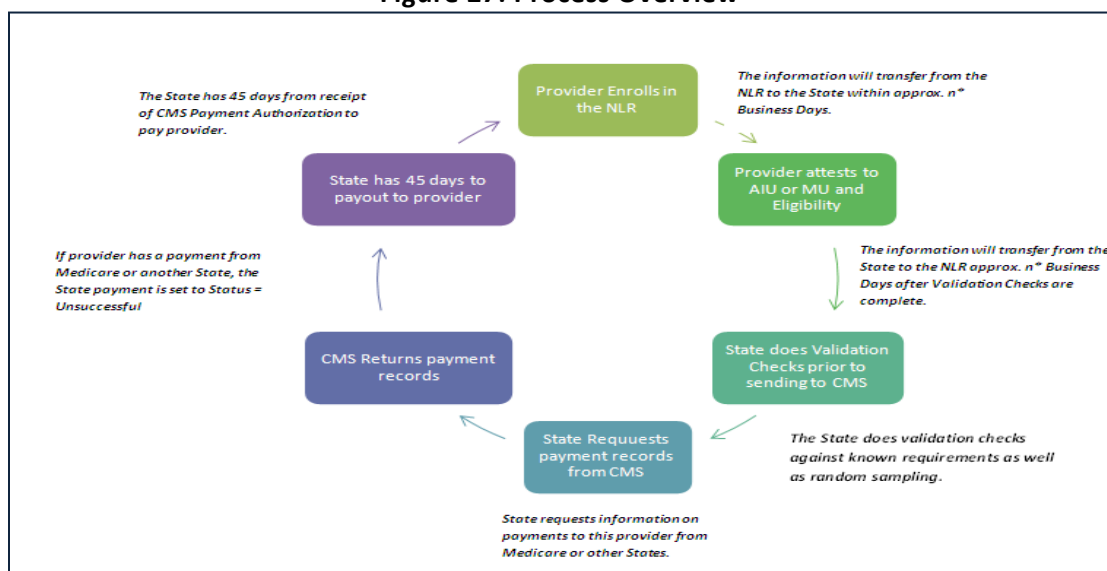 Figure
Process Overview
Provider Enrolls in
the NLR
The information will transfer from the
NLR to the State within approx. n*
Business Days.
Provider attests to
AIU or MU and
Eligibility
The information will transfer from the
State to the NLR approx. n* Business
Days after Validation Checks are
complete.
State does Validation
Checks prior to
sending to CMS
The State does validation checks
against known requirements as well
as random sampling.
State Requuests
payment records
from CMS
State requests information on
payments to this provider from
Medicare or other States.
CMS Returns payment
records
If provider has a payment from
Medicare or another State, the
State payment is set to Status =
Unsuccessful
State has 45 days to
payout to provider
The State has 45 days from receipt
of CMS Payment Authorization to
pay provider.